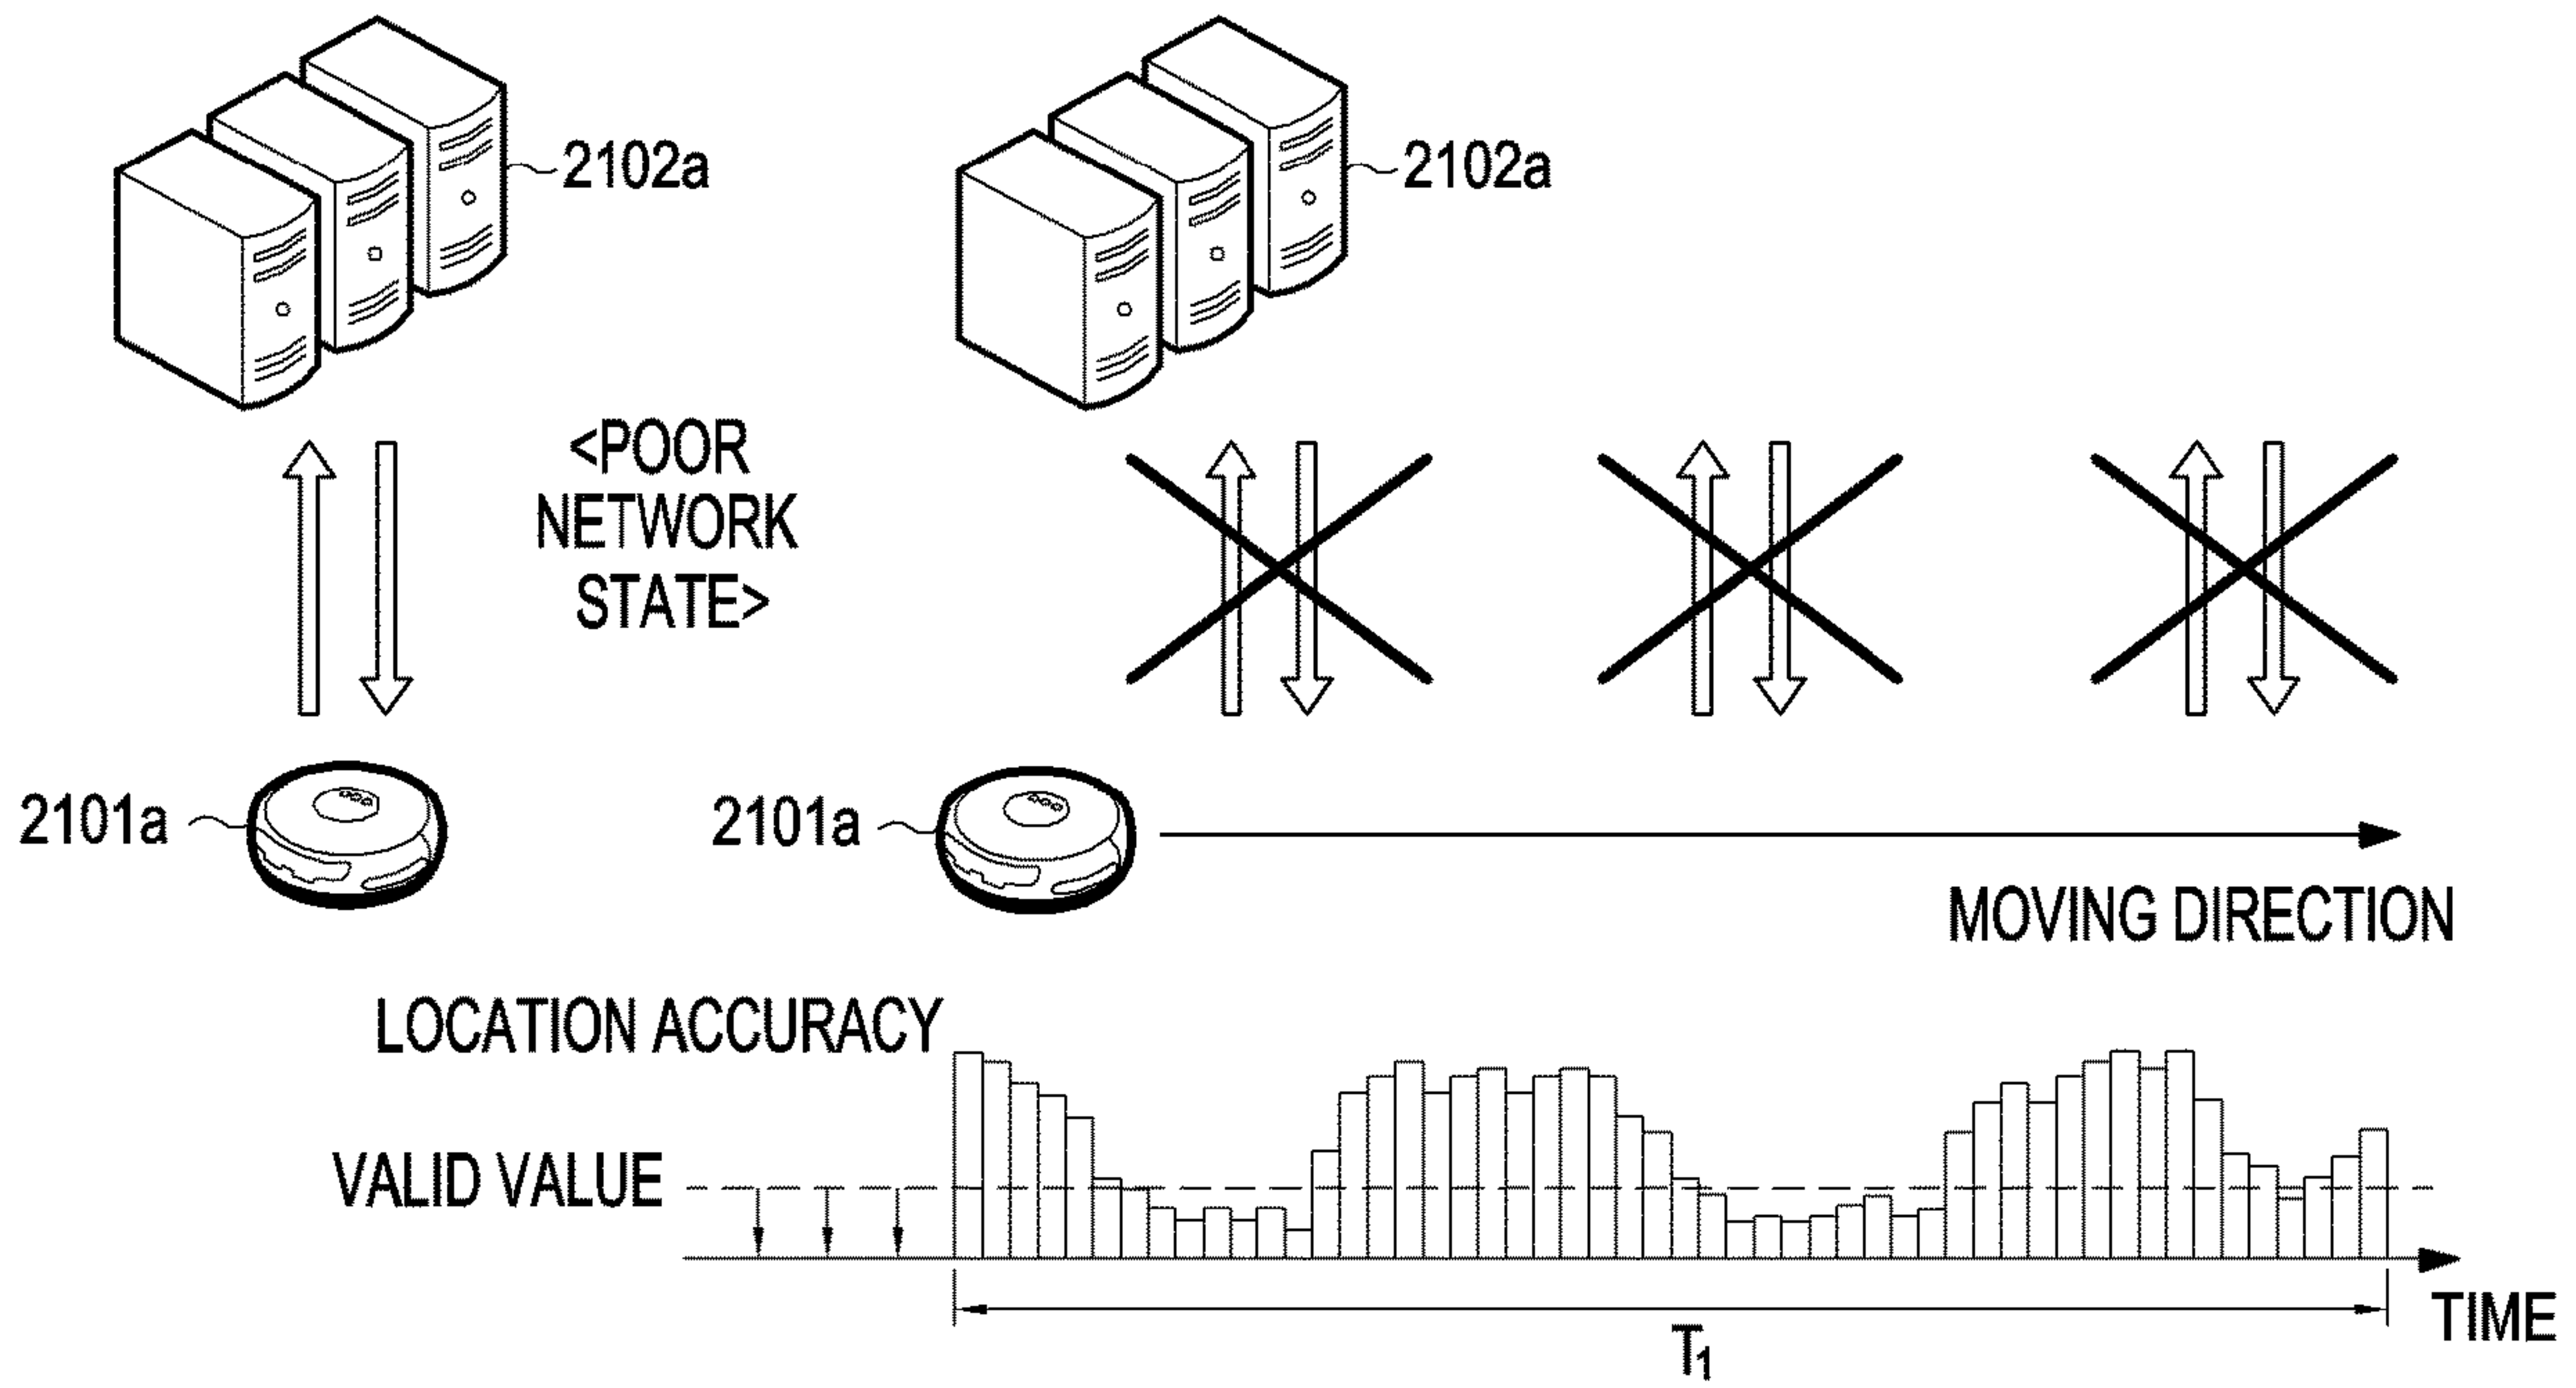 2102a
2102a
<POOR
NETWORK
STATE>
2101a
2101a
MOVING DIRECTION
LOCATION ACCURACY
VALID VALUE
TIME
T1